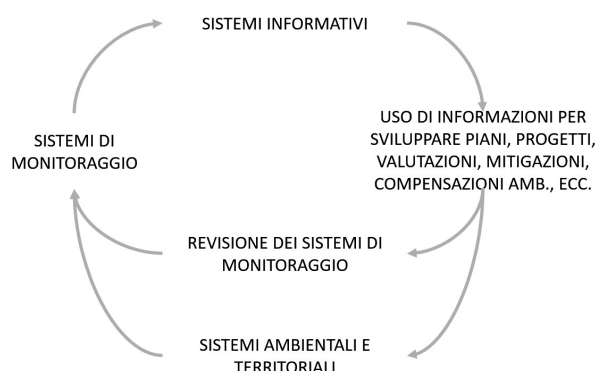 SISTEMI INFORMATIVI
USO DI INFORMAZIONI PER
SVILUPPARE PIANI, PROGETTI,
VALUTAZIONI, MITIGAZIONI,
COMPENSAZIONI AMB., ECC.
SISTEMI DI
MONITORAGGIO
REVISIONE DEI SISTEMI DI
MONITORAGGIO
SISTEMI AMBIENTALI E
TERRITORIALI